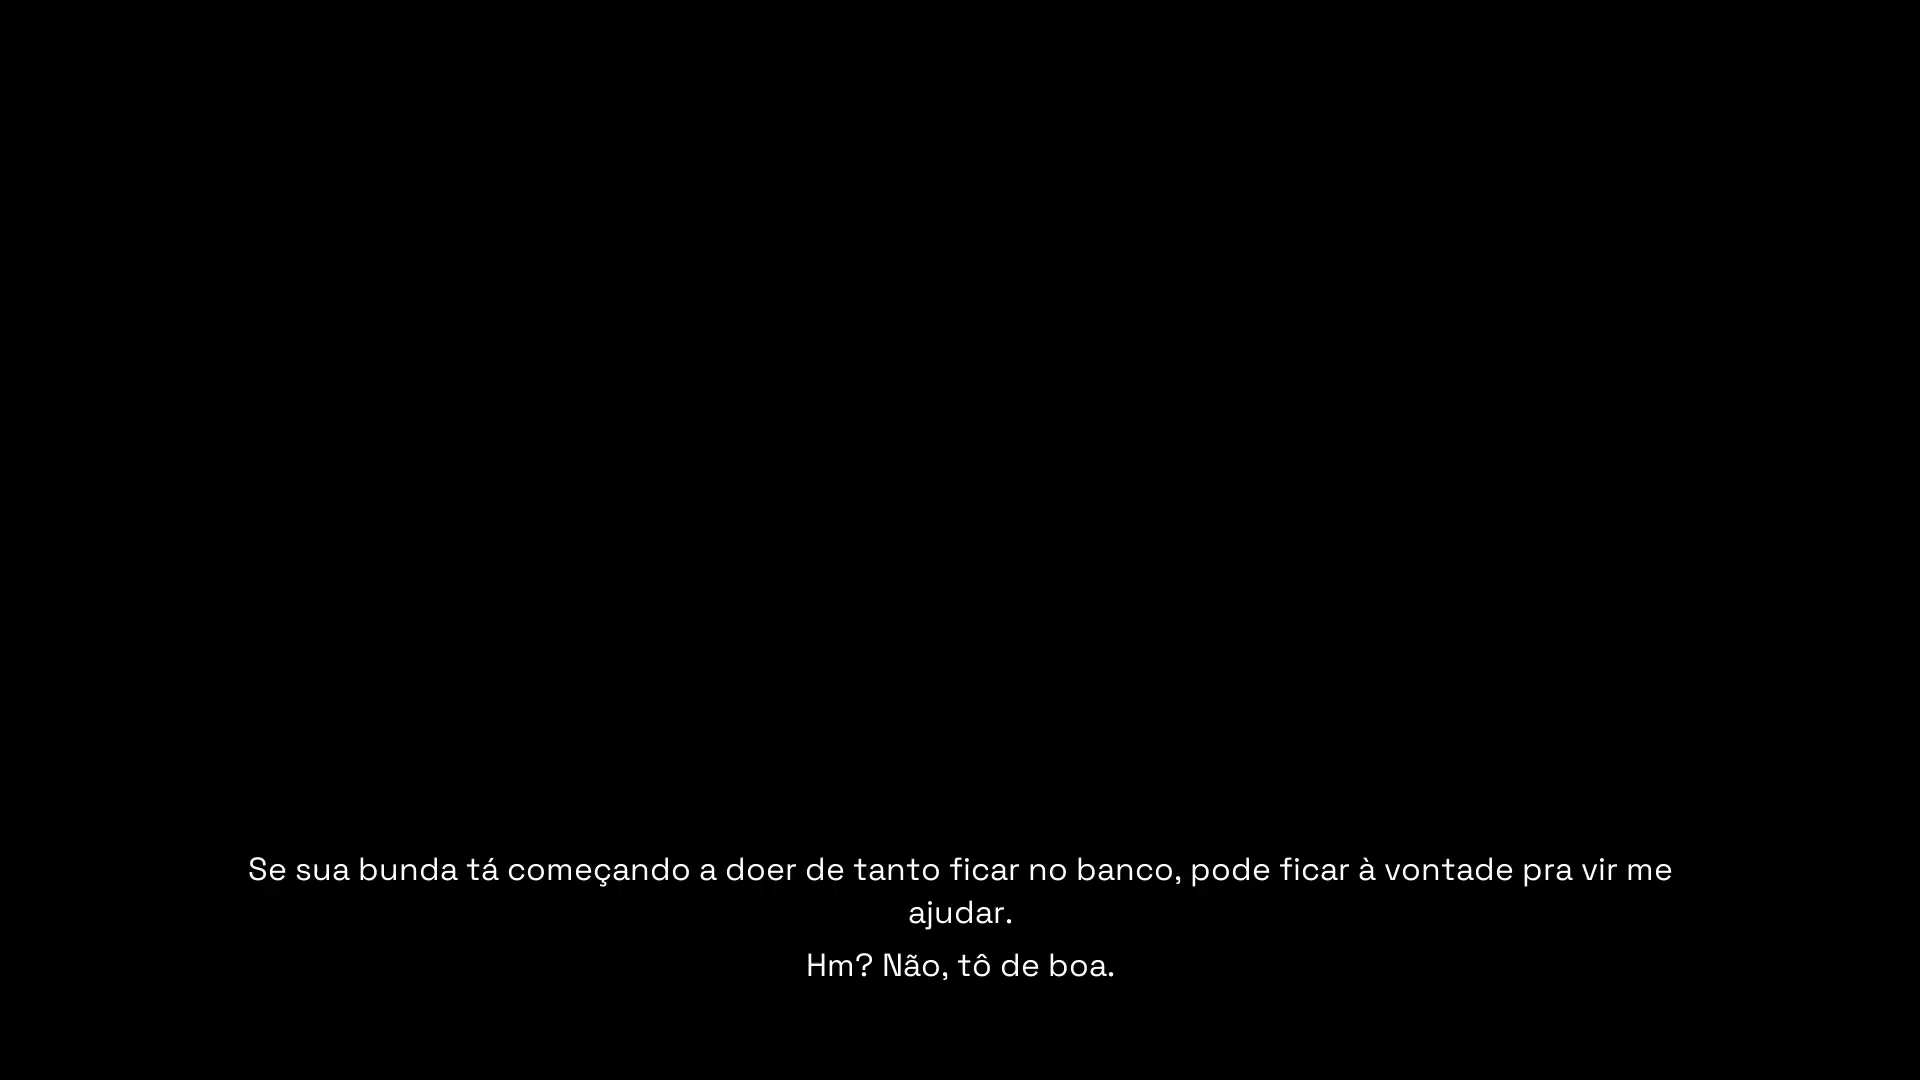 Se sua bunda tá começando a doer de tanto ficar no banco, pode ficar à vontade pra vir me
ajudar.
Hm? Não, tô de boa.